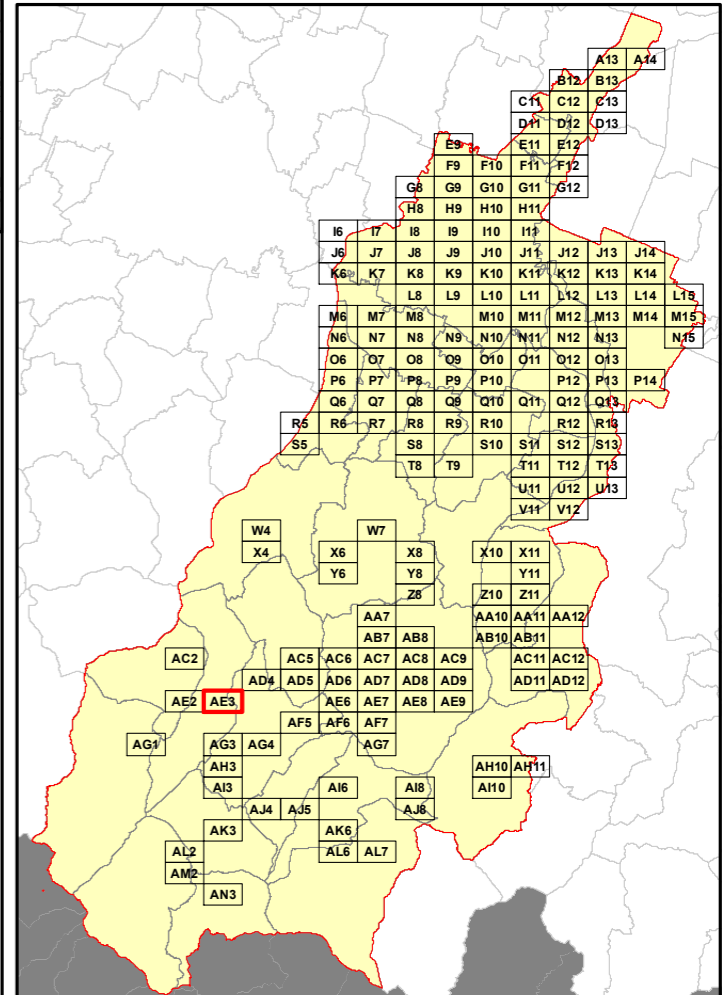 A13 A14
B12 B13
C11 C12 C13
D11 D12 D13
E9 E11 E12
F9 F10 F11 F12
G8 G9 G10 G11 G12
H8 H9 H10 H11
I6 I7 I8 I9 I10 I11
J6 J7 J8 J9 J10 J11 J12 J13 J14
K6 K7 K8 K9 K10 K11 K12 K13 K14
L8 L9 L10 L11 L12 L13 L14 L15
M6 M7 M8 M10 M11 M12 M13 M14 M15
N6 N7 N8 N9 N10 N11 N12 N13 N15
O6 O7 O8 O9 O10 O11 O12 O13
P6 P7 P8 P9 P10 P12 P13 P14
Q6 Q7 Q8 Q9 Q10 Q11 Q12 Q13
R5 R6 R7 R8 R9 R10 R12 R13
S5 S8 S10 S11 S12 S13
T8 T9 T11 T12 T13
U11 U12 U13
V11 V12
W4 W7
X4 X6 X8 X10 X11
Y6 Y8 Y11
Z8 Z10 Z11
AA7 AA10 AA11 AA12
AB7 AB8 AB10 AB11
AC2 AC5 AC6 AC7 AC8 AC9 AC11 AC12
AD4 AD5 AD6 AD7 AD8 AD9 AD11 AD12
AE2 AE3 AE6 AE7 AE8 AE9
AF5 AF6 AF7
AG1 AG3 AG4 AG7
AH3 AH10 AH11
AI3 AI6 AI8 AI10
AJ4 AJ5 AJ8
AK3 AK6
AL2 AL6 AL7
AM2
AN3